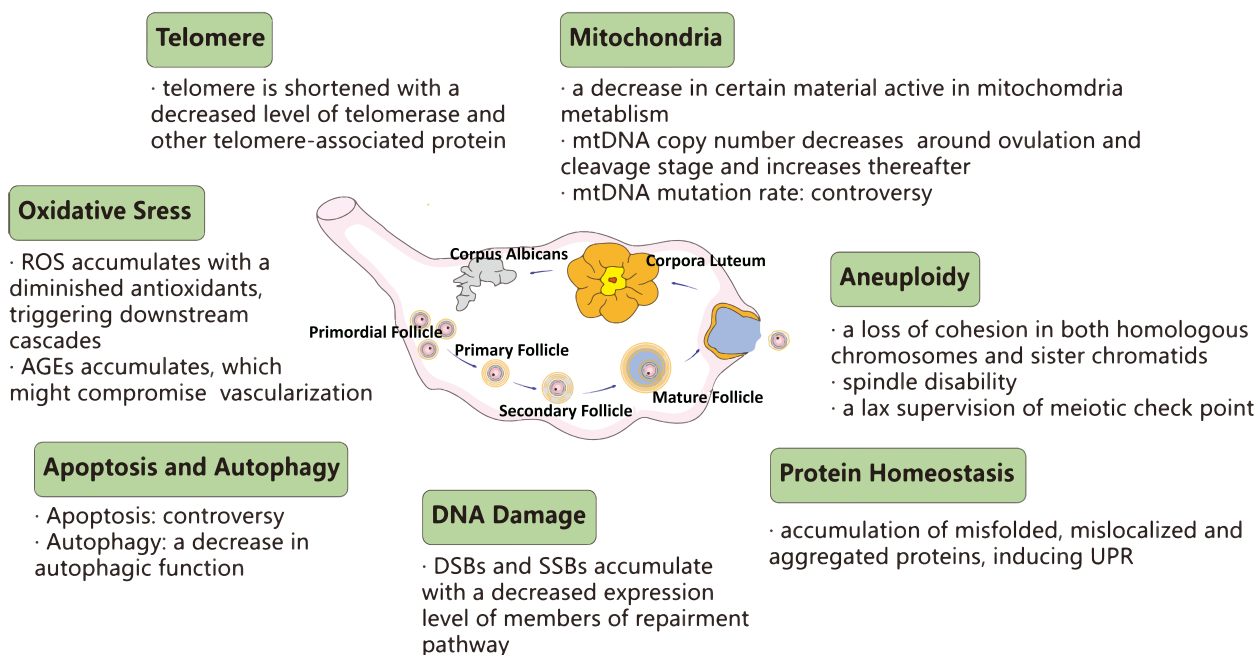 Telomere
· telomere is shortened with a
decreased level of telomerase and
other telomere-associated protein
Mitochondria
· a decrease in certain material active in mitochomdria
metablism
· mtDNA copy number decreases around ovulation and
cleavage stage and increases thereafter
· mtDNA mutation rate: controversy
Oxidative Sress
· ROS accumulates with a
diminished antioxidants,
triggering downstream
cascades
· AGEs accumulates, which
might compromise vascularization
Corpus Albicans
Corpora Luteum
Primordial Follicle
Primary Follicle
Secondary Follicle
Mature Follicle
Aneuploidy
· a loss of cohesion in both homologous
chromosomes and sister chromatids
· spindle disability
· a lax supervision of meiotic check point
Apoptosis and Autophagy
· Apoptosis: controversy
· Autophagy: a decrease in
autophagic function
DNA Damage
· DSBs and SSBs accumulate
with a decreased expression
level of members of repairment
pathway
Protein Homeostasis
· accumulation of misfolded, mislocalized and
aggregated proteins, inducing UPR